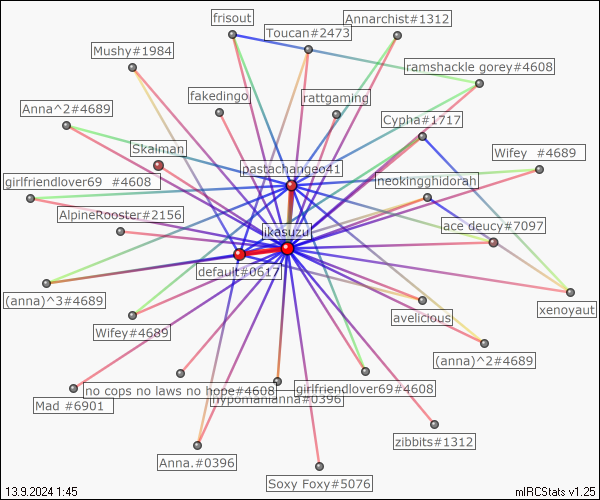 frisout
Annarchist#1312
Toucan#2473
Mushy#1984
ramshackle gorey#4608
fakedingo
rattgaming
Anna^2#4689
Cypha#1717
Skalman
Wifey #4689
pastachangeo41
girlfriendlover69 #4608
neokingghidorah
AlpineRooster#2156
ace deucy#7097
ikasuzu
default#0617
(anna)^3#4689
xenoyaut
avelicious
Wifey#4689
(anna)^2#4689
no cops no laws no hope#4608
girlfriendlover69#4608
hypomanianna#0396
Mad #6901
zibbits#1312
Anna.#0396
Soxy Foxy#5076
13.9.2024 1:45
mIRCStats v1.25